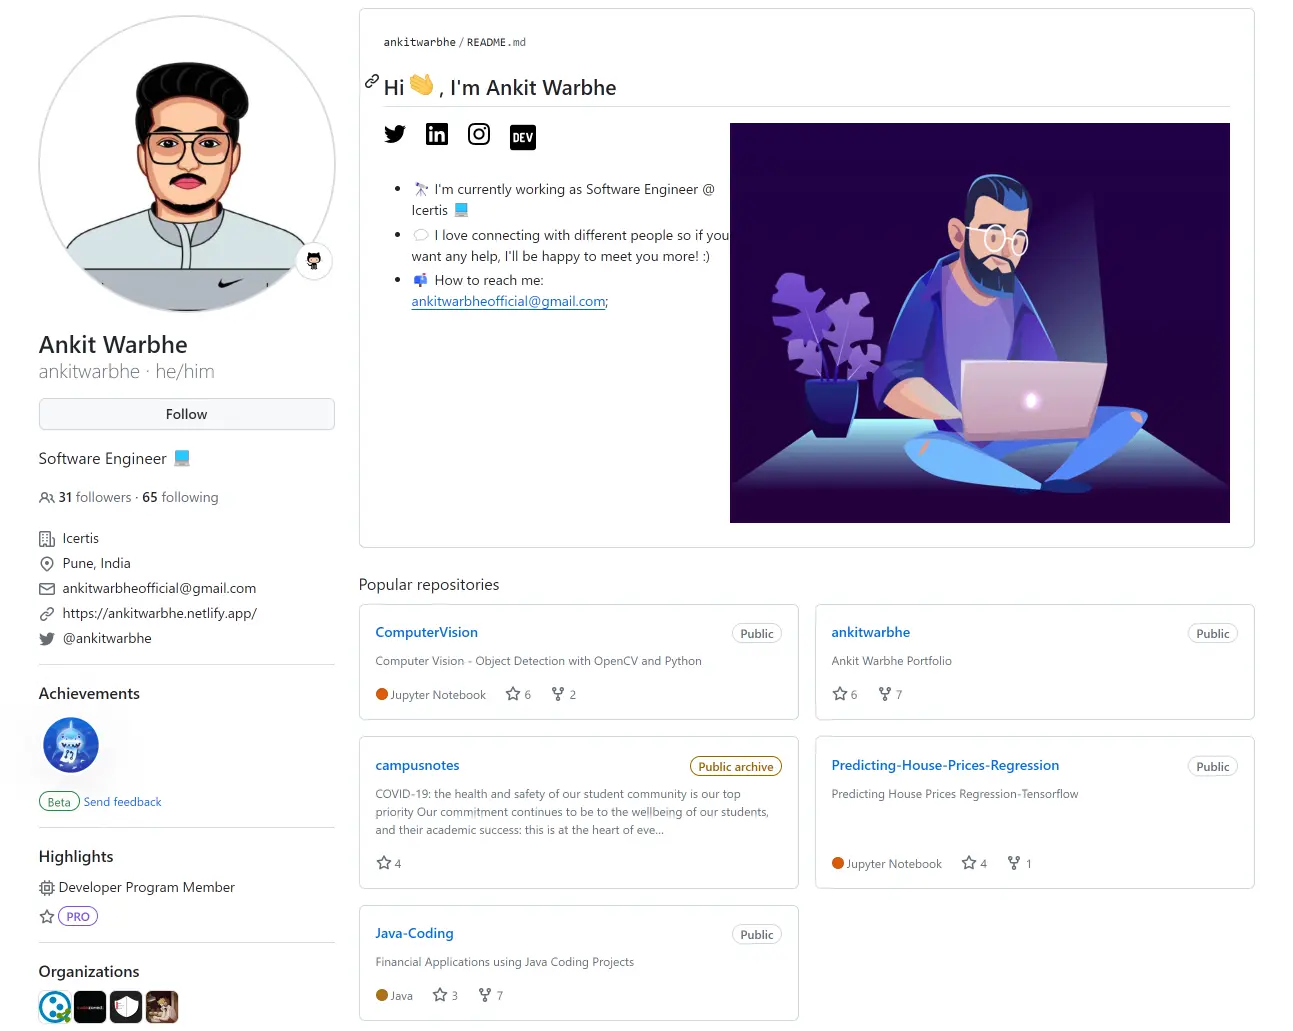 Ankit Warbhe
ankitwarbhe · he/him
Follow
Software Engineer
31 followers · 65 following
Icertis
Pune, India
ankitwarbheofficial@gmail.com
https://ankitwarbhe.netlify.app/
@ankitwarbhe
Achievements
Beta Send feedback
Highlights
Developer Program Member
PRO
Organizations
ankitwarbhe/README.md
Hi 👋 , I'm Ankit Warbhe
DEV
🔭 I'm currently working as Software Engineer @
Icertis 💻
💬 I love connecting with different people so if you
want any help, I'll be happy to meet you more! :)
📫 How to reach me:
ankitwarbheofficial@gmail.com;
Popular repositories
ComputerVision Public
Computer Vision - Object Detection with OpenCV and Python
Jupyter Notebook 6 2
ankitwarbhe Public
Ankit Warbhe Portfolio
6 7
campusnotes Public archive
COVID-19: the health and safety of our student community is our top
priority Our commitment continues to be to the wellbeing of our students,
and their academic success: this is at the heart of eve...
4
Predicting-House-Prices-Regression Public
Predicting House Prices Regression-Tensorflow
Jupyter Notebook 4 1
Java-Coding Public
Financial Applications using Java Coding Projects
Java 3 7